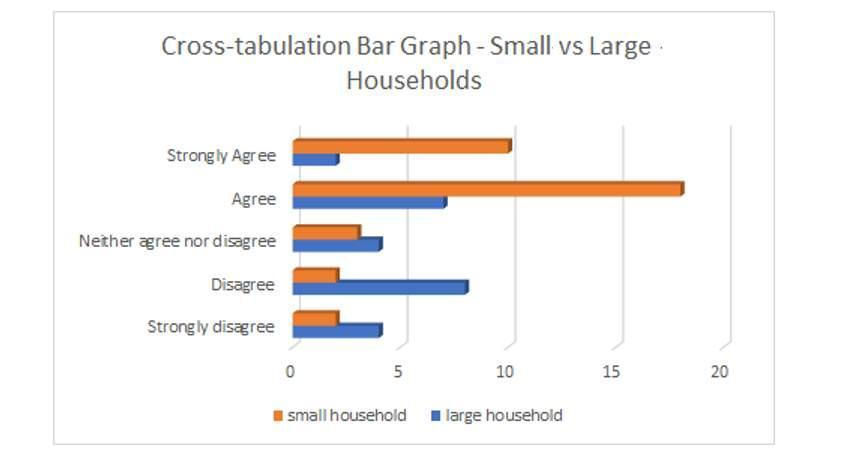 Cross-tabulation Bar Graph - Small vs Large -
Households
Strongly Agree
Agree
Neither agree nor disagree
Disagree
Strongly disagree
0 5 10 15 20
small household large household